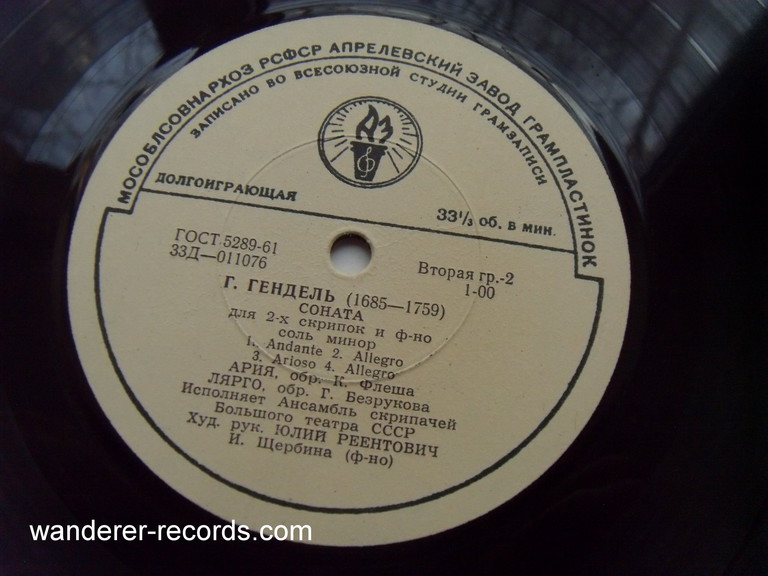 МОСОБЛСОВНАРХОЗ РСФСР АПРЕЛЕВСКИЙ ЗАВОД ГРАМПЛАСТИНОК
ЗАПИСАНО ВО ВСЕСОЮЗНОЙ СТУДИИ ГРАМЗАПИСИ
АЗ
ДОЛГОИГРАЮЩАЯ
33⅓ об. в мин.
ГОСТ 5289-61
33Д—011076
Вторая гр.-2
1-00
Г. ГЕНДЕЛЬ (1685—1759)
СОНАТА
для 2-х скрипок и ф-но
соль минор
1. Andante 2. Allegro
3. Arioso 4. Allegro
АРИЯ, обр. К. Флеша
ЛЯРГО, обр. Г. Безрукова
Исполняет Ансамбль скрипачей
Большого театра СССР
Худ. рук. ЮЛИЙ РЕЕНТОВИЧ
И. Щербина (ф-но)
wanderer-records.com